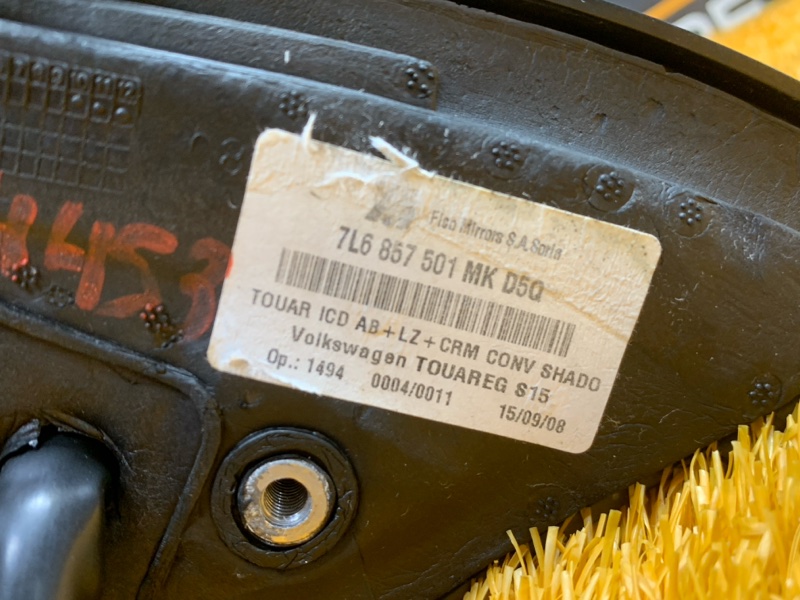 Fico Mirrors S.A. Soria
7L6 857 501 MK D5Q
TOUAR ICD AB+LZ+CRM CONV SHADO
Volkswagen TOUAREG S15
Op.: 1494 0004/0011 15/09/08
1453